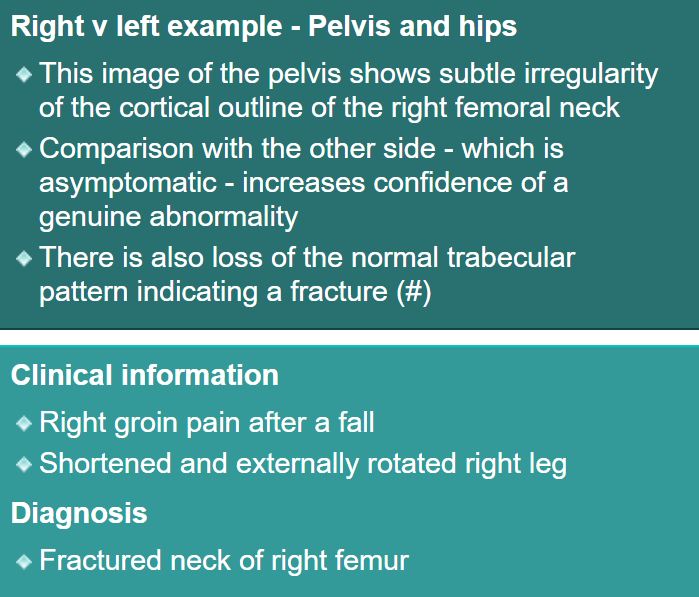 Right v left example - Pelvis and hips
This image of the pelvis shows subtle irregularity
of the cortical outline of the right femoral neck
Comparison with the other side - which is
asymptomatic - increases confidence of a
genuine abnormality
There is also loss of the normal trabecular
pattern indicating a fracture (#)
Clinical information
Right groin pain after a fall
Shortened and externally rotated right leg
Diagnosis
Fractured neck of right femur